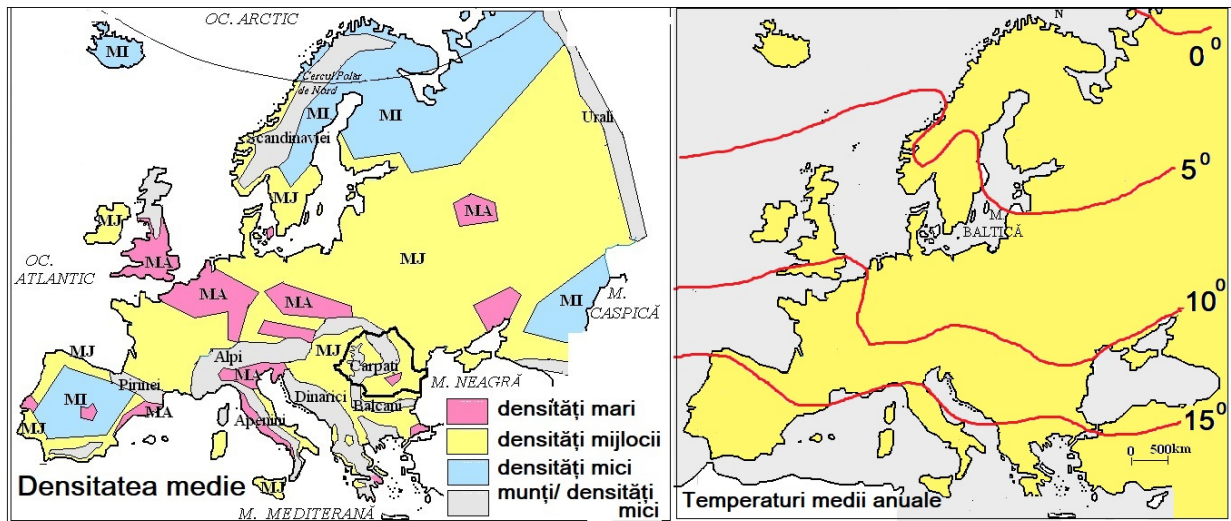 OC. ARCTIC
MI
Cercul Polar
de Nord
MI
MI
Scandinaviei
Urali
MJ
MA
MJ
MA
OC.
ATLANTIC
MJ
MA
MA
MI
M.
CASPICĂ
MJ
Alpi
MJ
Carpati
MA
Pirinei
MI
MA
M. NEAGRĂ
Dinarici
Balcani
Apenini
MJ
MJ
densități mari
densități mijlocii
densități mici
munți/ densități
mici
Densitatea medie
M. MEDITERANĂ
N
0⁰
5⁰
M.
BALTICĂ
10⁰
15⁰
0 500km
Temperaturi medii anuale